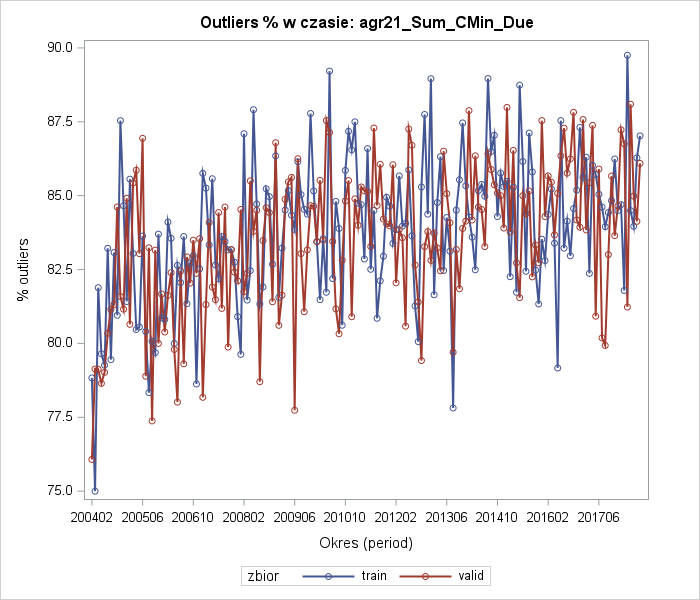 Outliers % w czasie: agr21_Sum_CMin_Due
% outliers
90.0
87.5
85.0
82.5
80.0
77.5
75.0
200402 200506 200610 200802 200906 201010 201202 201306 201410 201602 201706
Okres (period)
zbior train valid